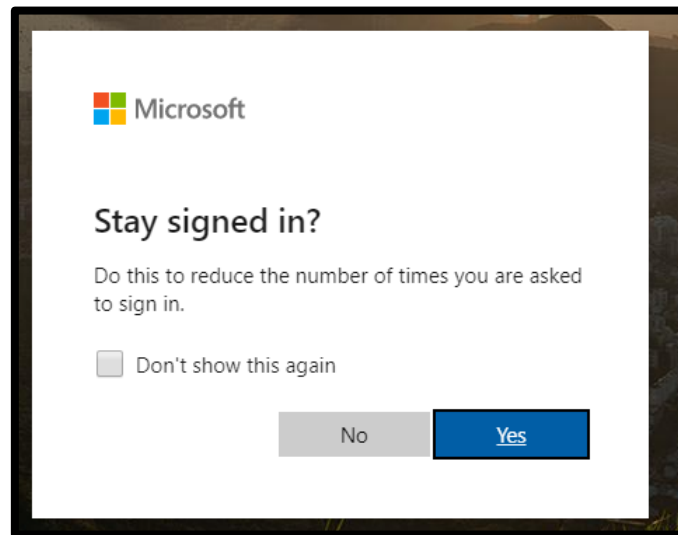 Microsoft
Stay signed in?
Do this to reduce the number of times you are asked
to sign in.
Don't show this again
No
Yes